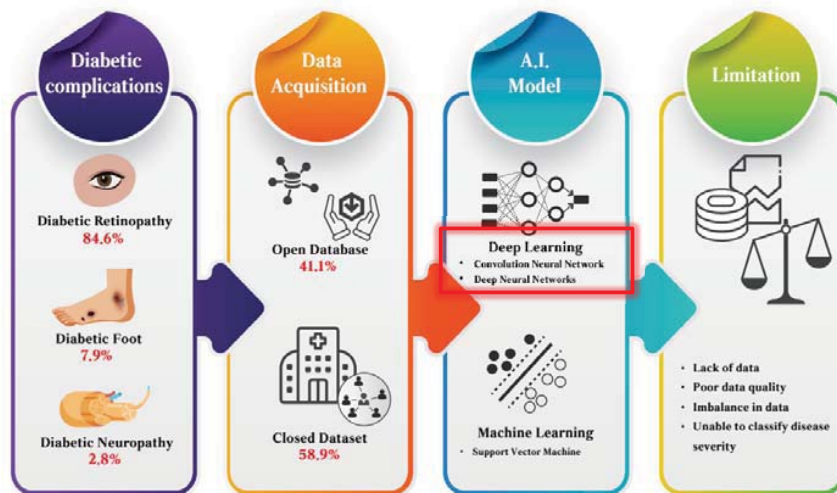 Diabetic
complications
Diabetic Retinopathy
84.6%
Diabetic Foot
7.9%
Diabetic Neuropathy
2.8%
Data
Acquisition
Open Database
41.1%
Closed Dataset
58.9%
A.I.
Model
Deep Learning
• Convolution Neural Network
• Deep Neural Networks
Machine Learning
• Support Vector Machine
Limitation
• Lack of data
• Poor data quality
• Imbalance in data
• Unable to classify disease
severity